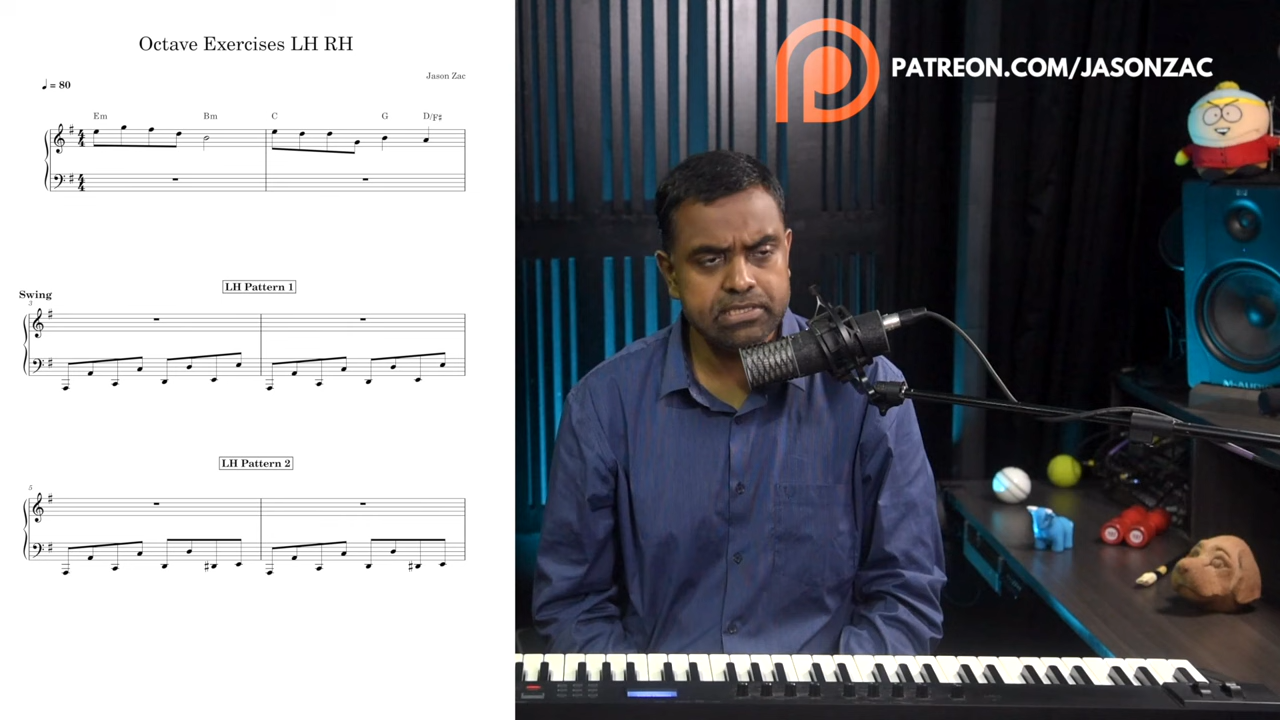 Octave Exercises LH RH
Jason Zac
= 80
Em Bm C G D/F♯
LH Pattern 1
Swing
3
LH Pattern 2
5
PATREON.COM/JASONZAC
M-AUDIO